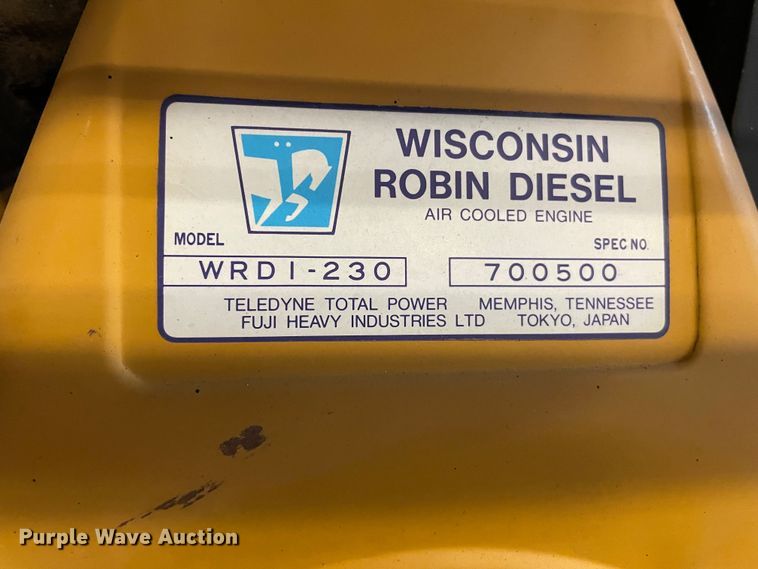 WISCONSIN
ROBIN DIESEL
AIR COOLED ENGINE
MODEL SPEC NO.
WRD1-230 700500
TELEDYNE TOTAL POWER MEMPHIS, TENNESSEE
FUJI HEAVY INDUSTRIES LTD TOKYO, JAPAN
Purple Wave Auction